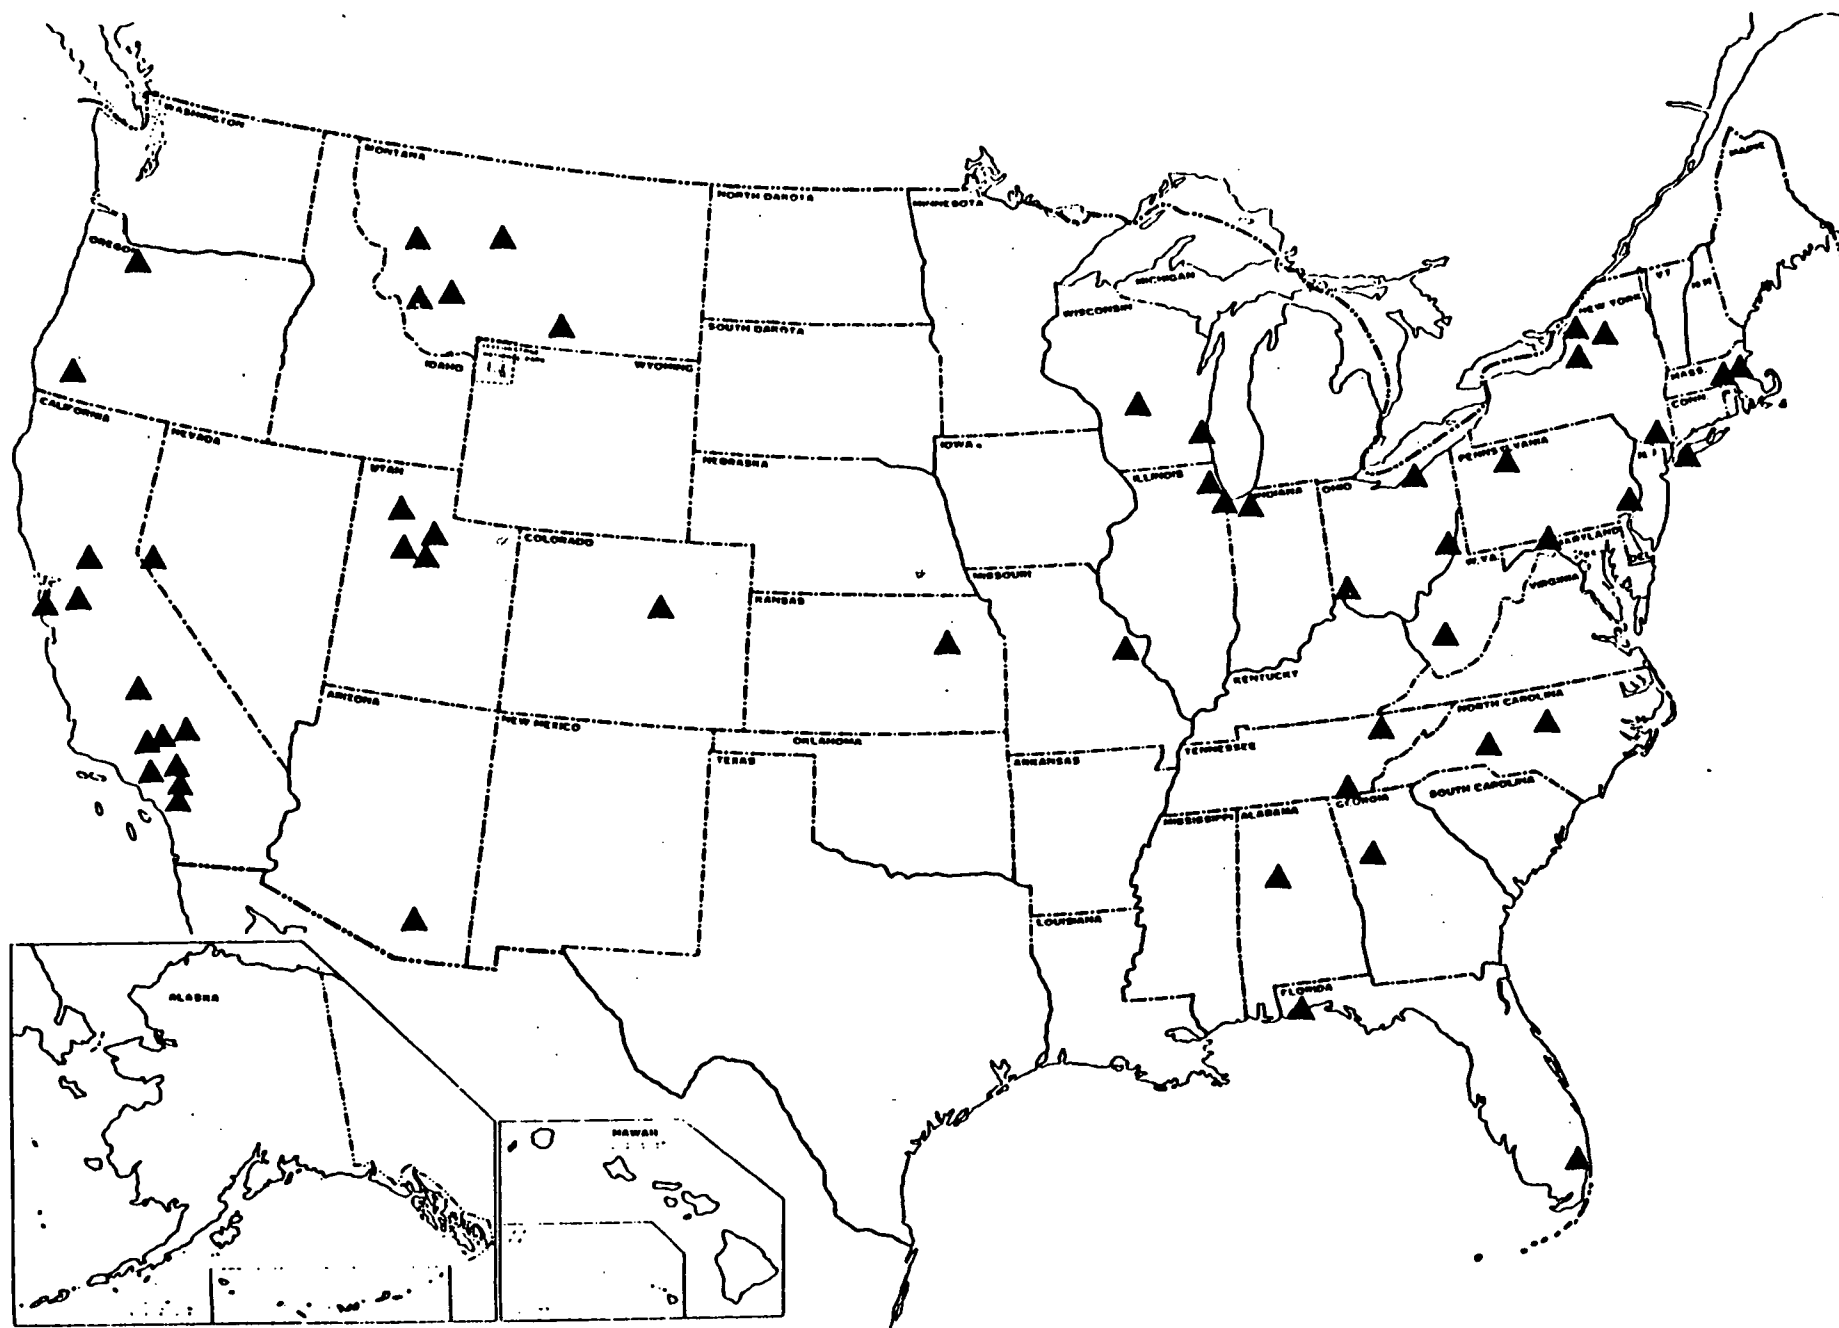 WASHINGTON
MONTANA
NORTH DAKOTA
MINNESOTA
MAINE
OREGON
VT
N H
NEW YORK
MICHIGAN
WISCONSIN
SOUTH DAKOTA
IDAHO
WYOMING
MASS.
CONN.
CALIFORNIA
NEVADA
UTAH
NEBRASKA
IOWA
ILLINOIS
INDIANA
OHIO
PENNSYLVANIA
N.J.
COLORADO
MARYLAND
DEL
W.VA.
VIRGINIA
MISSOURI
KANSAS
KENTUCKY
ARIZONA
NEW MEXICO
OKLAHOMA
TEXAS
ARKANSAS
TENNESSEE
NORTH CAROLINA
SOUTH CAROLINA
MISSISSIPPI
ALABAMA
GEORGIA
LOUISIANA
FLORIDA
ALASKA
HAWAII